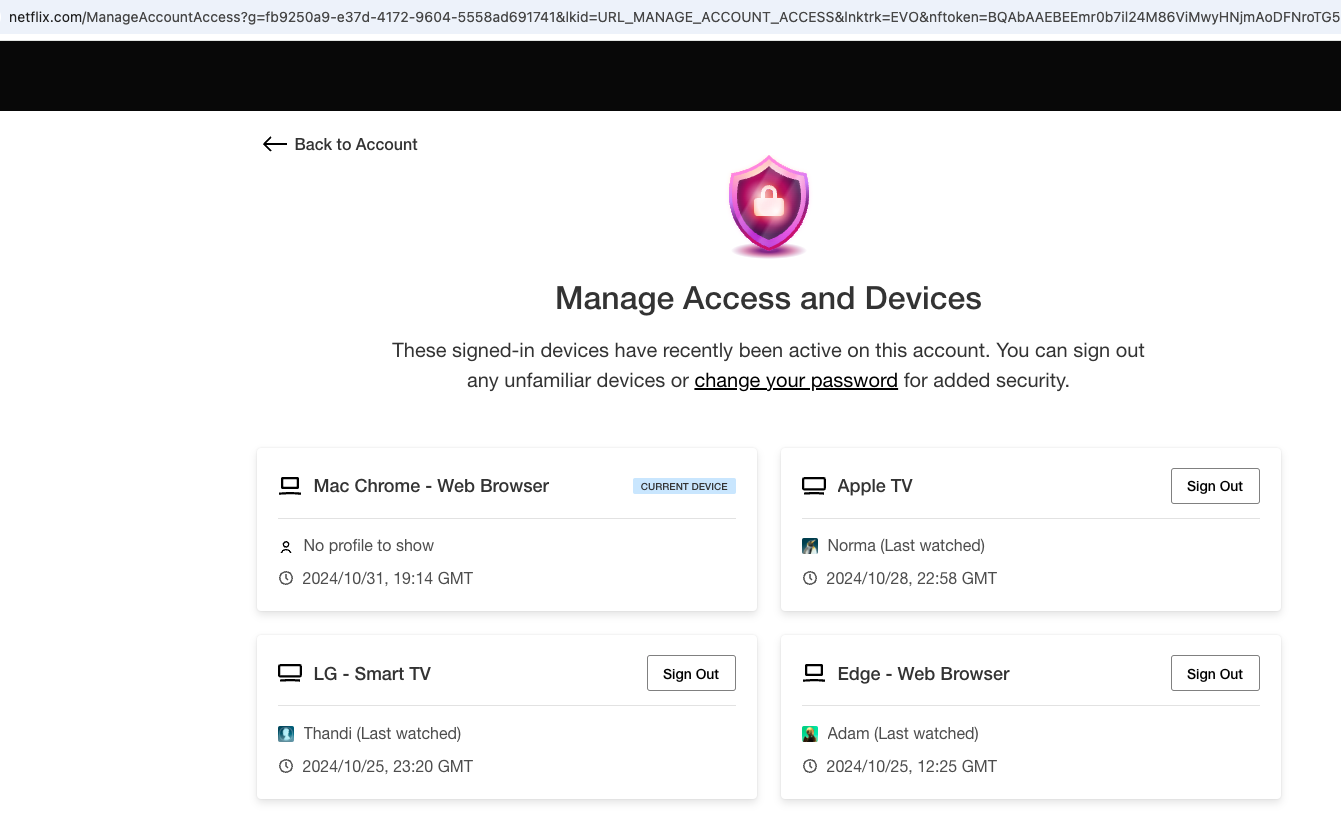 netflix.com/ManageAccountAccess?g=fb9250a9-e37d-4172-9604-5558ad691741&lkid=URL_MANAGE_ACCOUNT_ACCESS&lnktrk=EVO&nftoken=BQAbAAEBEEmr0b7il24M86ViMwyHNjmAoDFNroTG5
Back to Account
Manage Access and Devices
These signed-in devices have recently been active on this account. You can sign out
any unfamiliar devices or change your password for added security.
Mac Chrome - Web Browser
CURRENT DEVICE
No profile to show
2024/10/31, 19:14 GMT
Apple TV
Sign Out
Norma (Last watched)
2024/10/28, 22:58 GMT
LG - Smart TV
Sign Out
Thandi (Last watched)
2024/10/25, 23:20 GMT
Edge - Web Browser
Sign Out
Adam (Last watched)
2024/10/25, 12:25 GMT